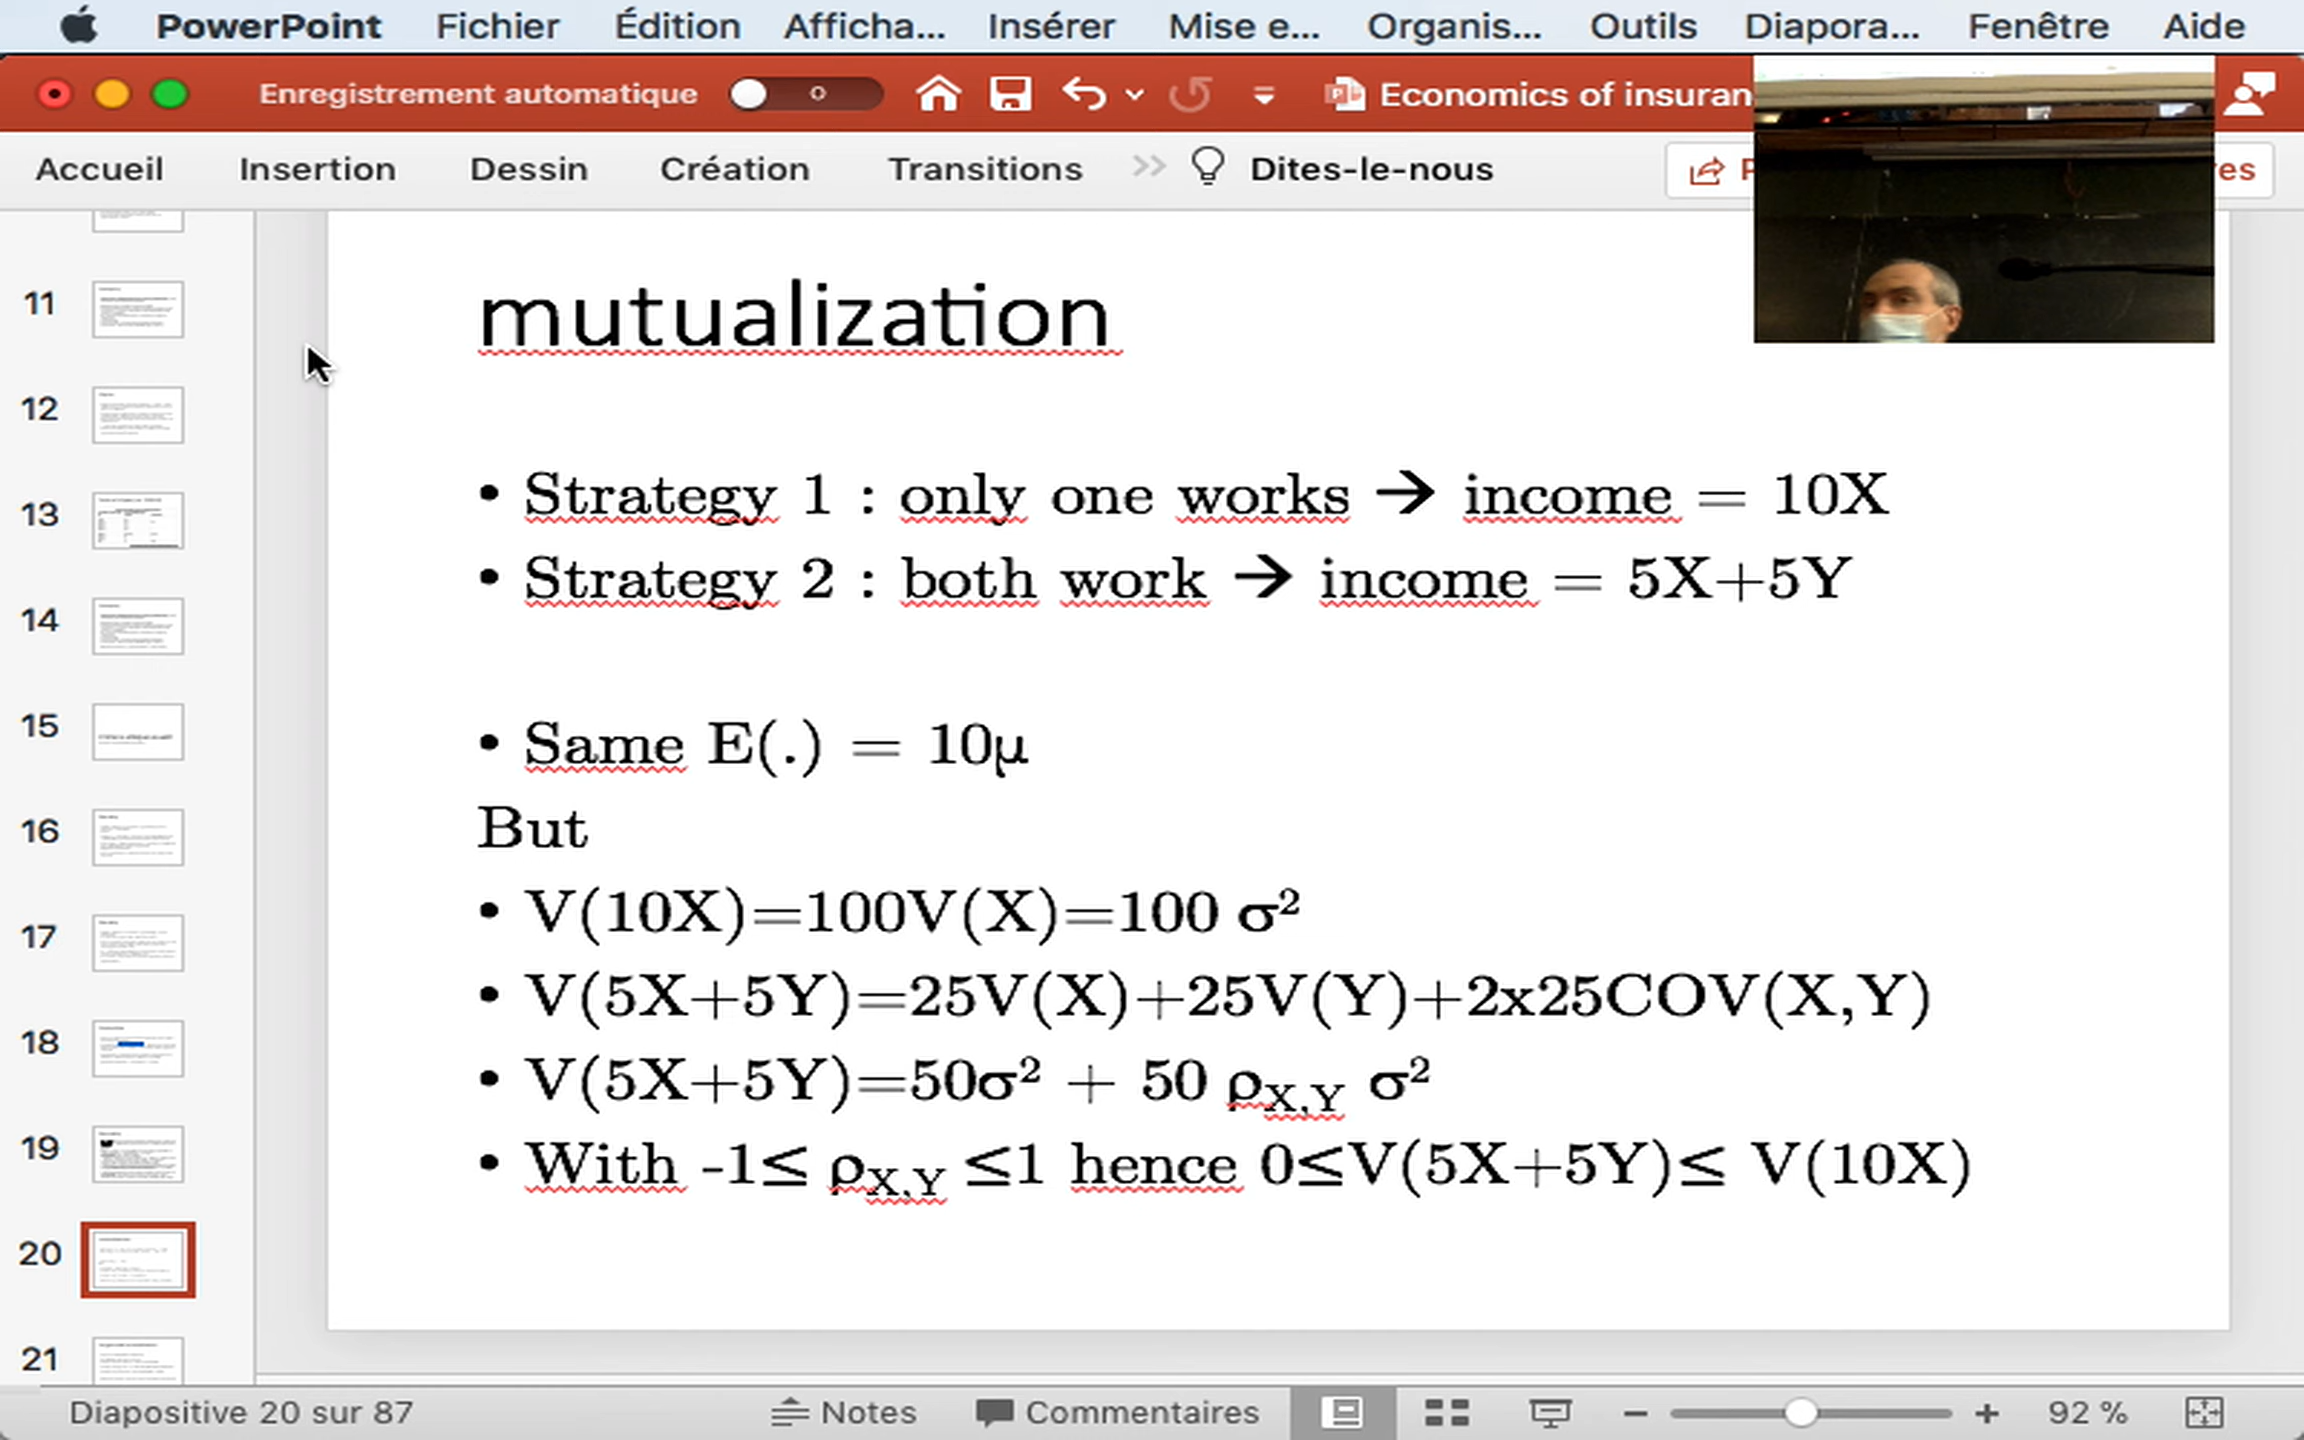 PowerPoint Fichier Édition Afficha... Insérer Mise e... Organis... Outils Diapora... Fenêtre Aide
Enregistrement automatique Economics of insuran
Accueil Insertion Dessin Création Transitions >> Dites-le-nous
mutualization
• Strategy 1 : only one works → income = 10X
• Strategy 2 : both work → income = 5X+5Y
• Same E(.) = 10μ
But
• V(10X)=100V(X)=100 σ²
• V(5X+5Y)=25V(X)+25V(Y)+2x25COV(X,Y)
• V(5X+5Y)=50σ² + 50 ρX,Y σ²
• With -1≤ ρX,Y ≤1 hence 0≤V(5X+5Y)≤ V(10X)
11
12
13
14
15
16
17
18
19
20
21
Diapositive 20 sur 87 Notes Commentaires 92 %